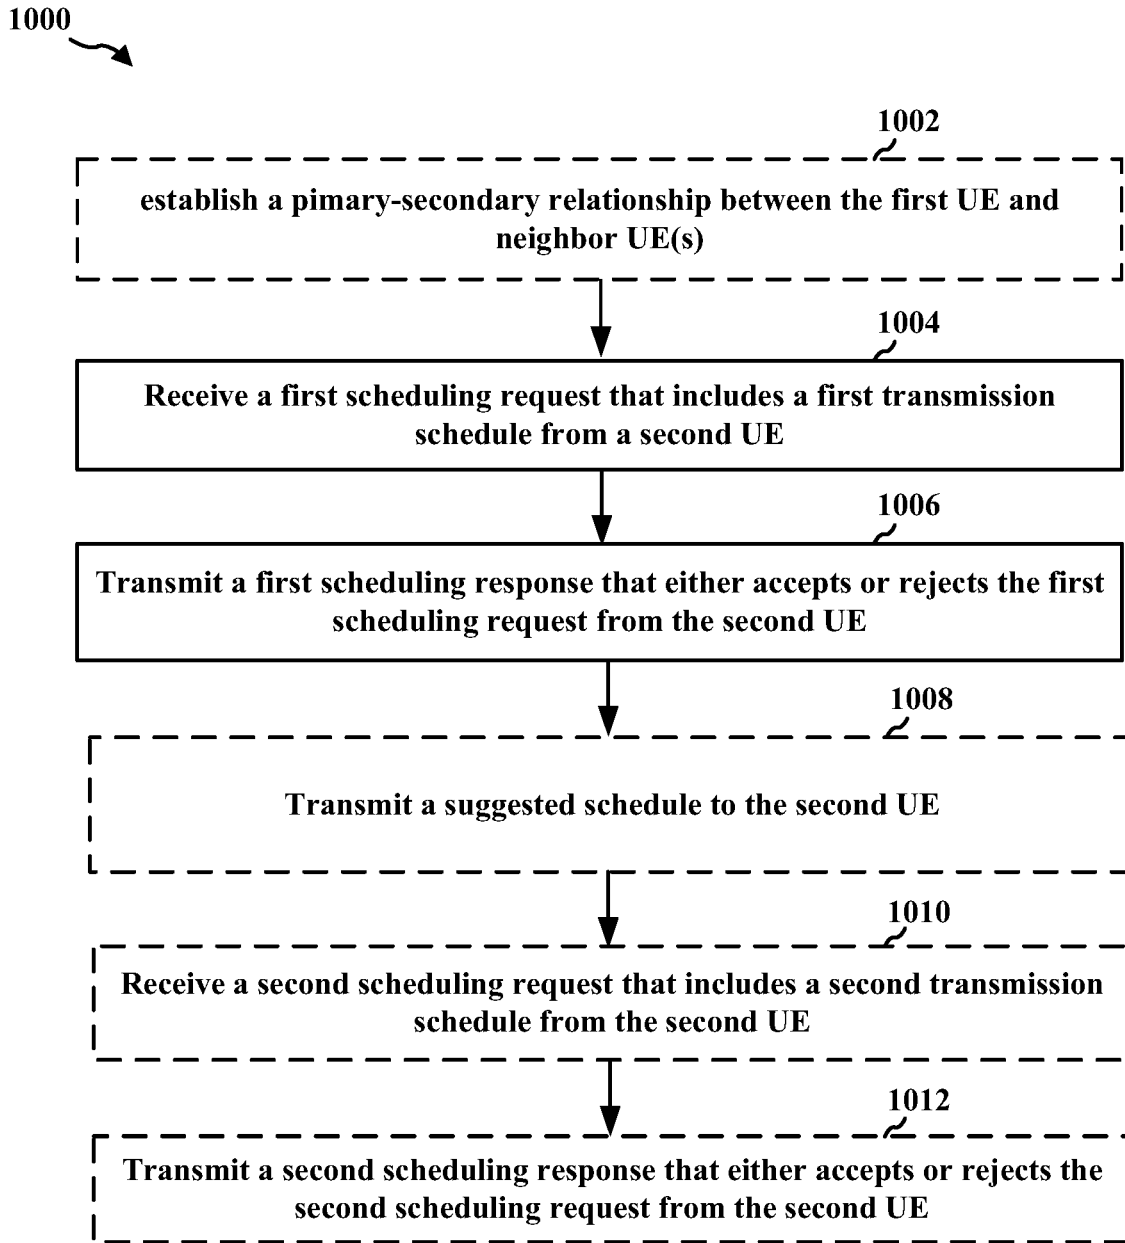 1000
1002
establish a pimary-secondary relationship between the first UE and
neighbor UE(s)
1004
Receive a first scheduling request that includes a first transmission
schedule from a second UE
1006
Transmit a first scheduling response that either accepts or rejects the first
scheduling request from the second UE
1008
Transmit a suggested schedule to the second UE
1010
Receive a second scheduling request that includes a second transmission
schedule from the second UE
1012
Transmit a second scheduling response that either accepts or rejects the
second scheduling request from the second UE